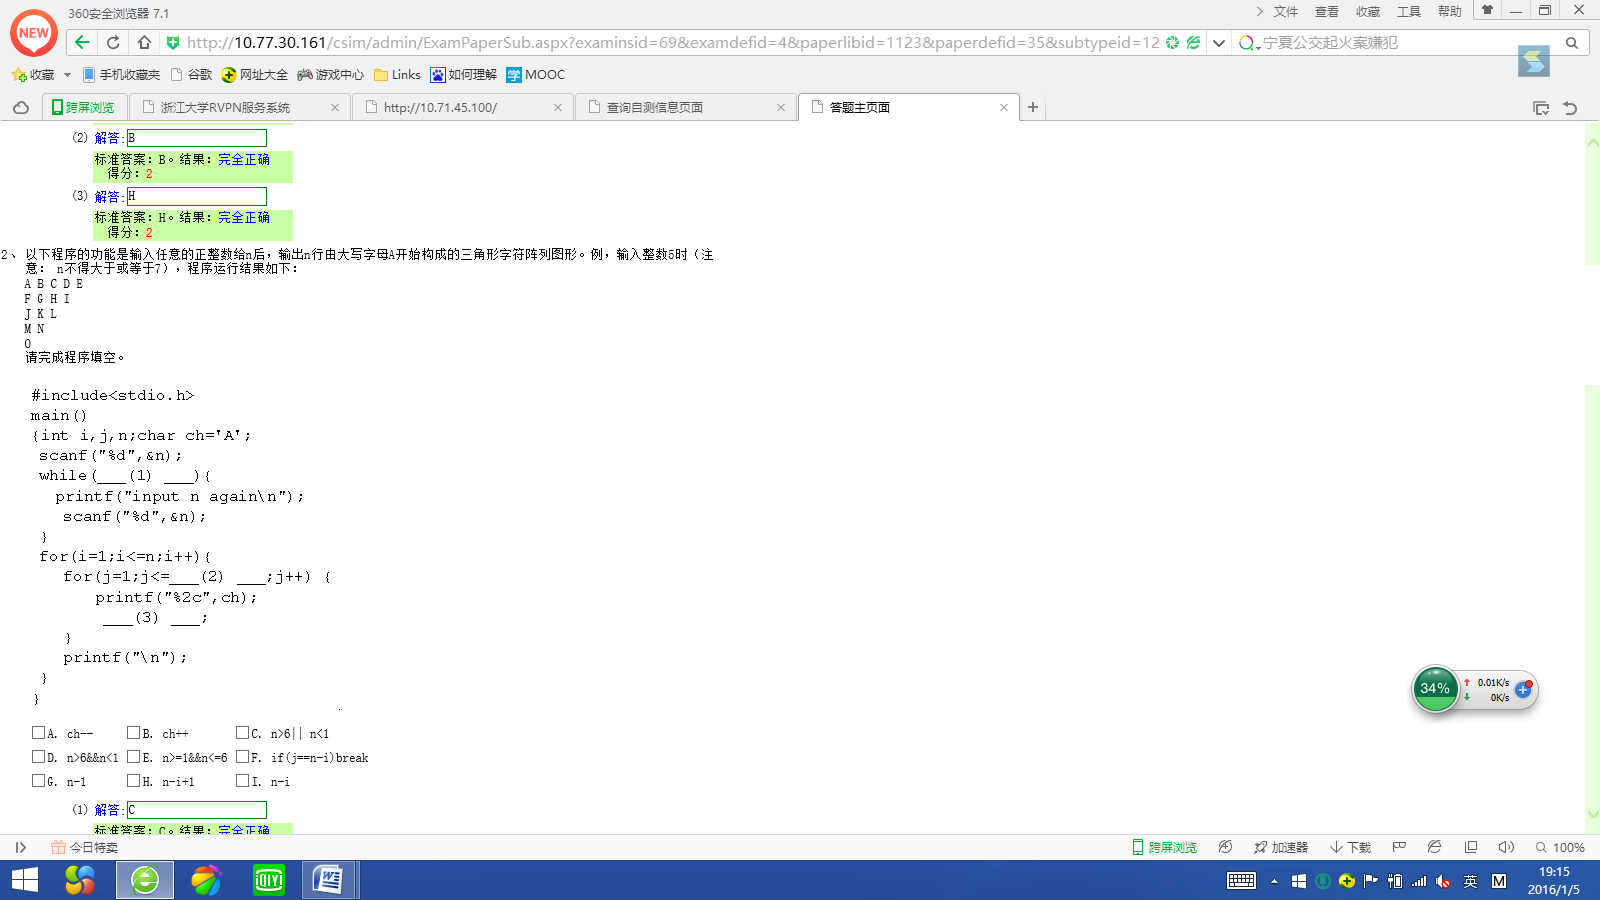 360安全浏览器 7.1
文件 查看 收藏 工具 帮助
NEW
http://10.77.30.161/csim/admin/ExamPaperSub.aspx?examinsid=69&examdefid=4&paperlibid=1123&paperdefid=35&subtypeid=12
宁夏公交起火案嫌犯
收藏 手机收藏夹 谷歌 网址大全 游戏中心 Links 如何理解 学 MOOC
跨屏浏览 浙江大学RVPN服务系统 http://10.71.45.100/ 查询自测信息页面 答题主页面
(2) 解答:B
标准答案：B。结果：完全正确
得分：2
(3) 解答:H
标准答案：H。结果：完全正确
得分：2
2、以下程序的功能是输入任意的正整数给n后，输出n行由大写字母A开始构成的三角形字符阵列图形。例，输入整数5时（注
意： n不得大于或等于7），程序运行结果如下：
A B C D E
F G H I
J K L
M N
O
请完成程序填空。
#include<stdio.h>
main()
{int i,j,n;char ch='A';
scanf("%d",&n);
while(___(1) ___){
printf("input n again\n");
scanf("%d",&n);
}
for(i=1;i<=n;i++){
for(j=1;j<=___(2) ___;j++) {
printf("%2c",ch);
___(3) ___;
}
printf("\n");
}
}
A. ch-- B. ch++ C. n>6|| n<1
D. n>6&&n<1 E. n>=1&&n<=6 F. if(j==n-i)break
G. n-1 H. n-i+1 I. n-i
(1) 解答:C
标准答案：C。结果：完全正确
34% 0.01K/s
0K/s
今日特卖
跨屏浏览 加速器 下载 100%
QIY
英 M
19:15
2016/1/5